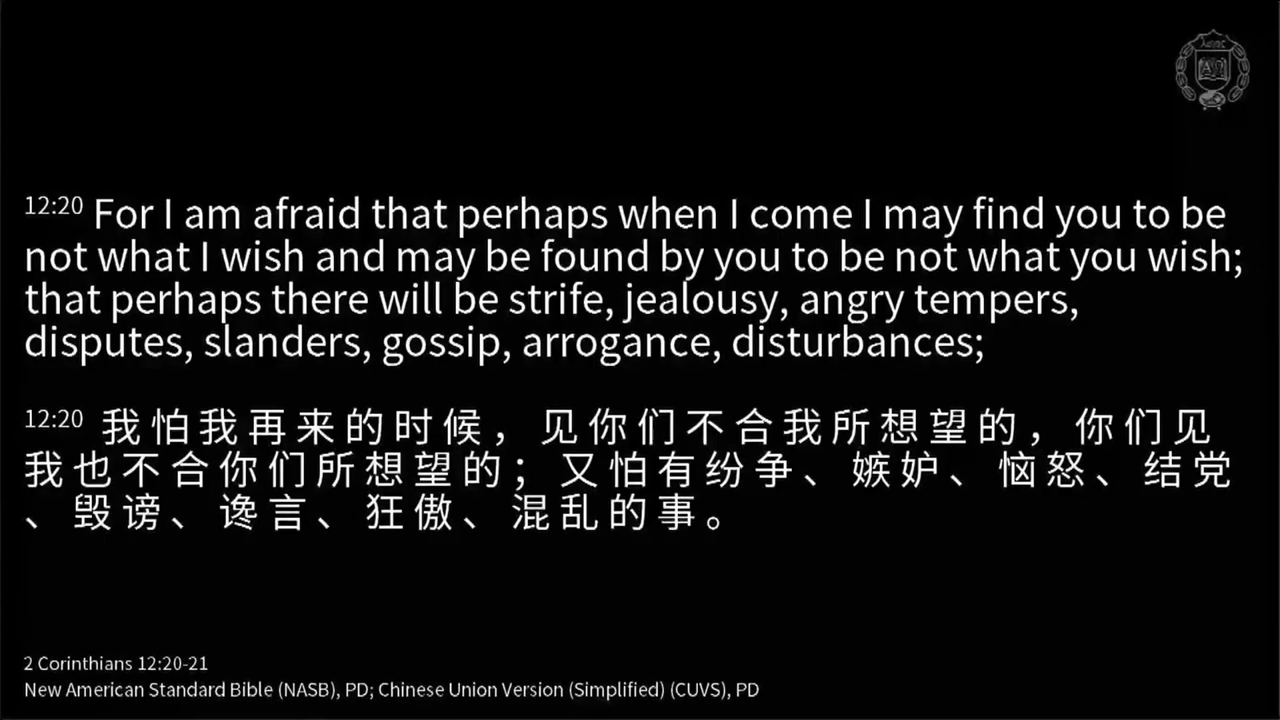 12:20 For I am afraid that perhaps when I come I may find you to be
not what I wish and may be found by you to be not what you wish;
that perhaps there will be strife, jealousy, angry tempers,
disputes, slanders, gossip, arrogance, disturbances;
12:20 我怕我再来的时候，见你们不合我所想望的，你们见
我也不合你们所想望的；又怕有纷争、嫉妒、恼怒、结党
、毁谤、谗言、狂傲、混乱的事。
2 Corinthians 12:20-21
New American Standard Bible (NASB), PD; Chinese Union Version (Simplified) (CUVS), PD